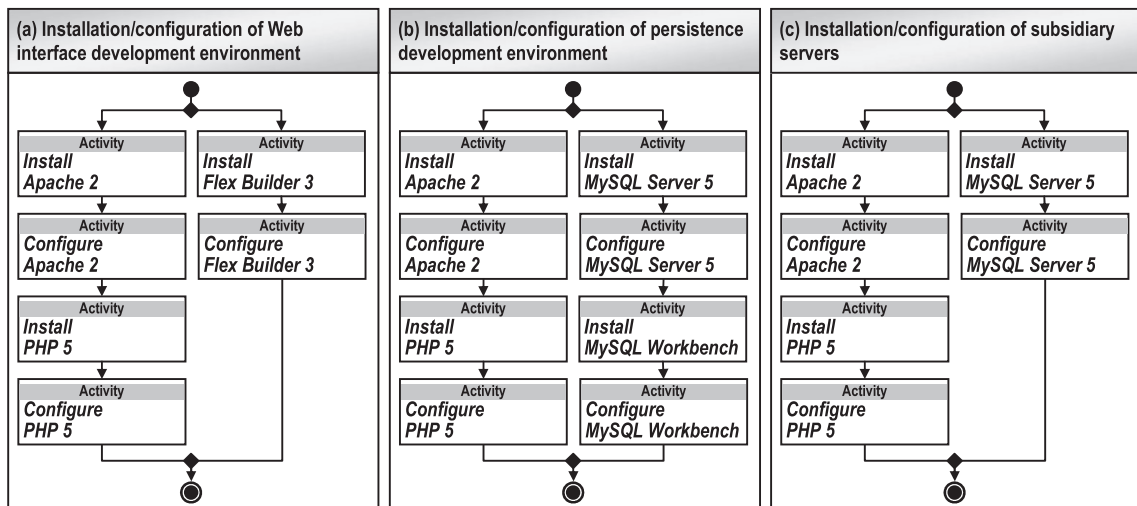 (a) Installation/configuration of Web
interface development environment
Activity
Install
Apache 2
Activity
Configure
Apache 2
Activity
Install
PHP 5
Activity
Configure
PHP 5
Activity
Install
Flex Builder 3
Activity
Configure
Flex Builder 3
(b) Installation/configuration of persistence
development environment
Activity
Install
Apache 2
Activity
Configure
Apache 2
Activity
Install
PHP 5
Activity
Configure
PHP 5
Activity
Install
MySQL Server 5
Activity
Configure
MySQL Server 5
Activity
Install
MySQL Workbench
Activity
Configure
MySQL Workbench
(c) Installation/configuration of subsidiary
servers
Activity
Install
Apache 2
Activity
Configure
Apache 2
Activity
Install
PHP 5
Activity
Configure
PHP 5
Activity
Install
MySQL Server 5
Activity
Configure
MySQL Server 5